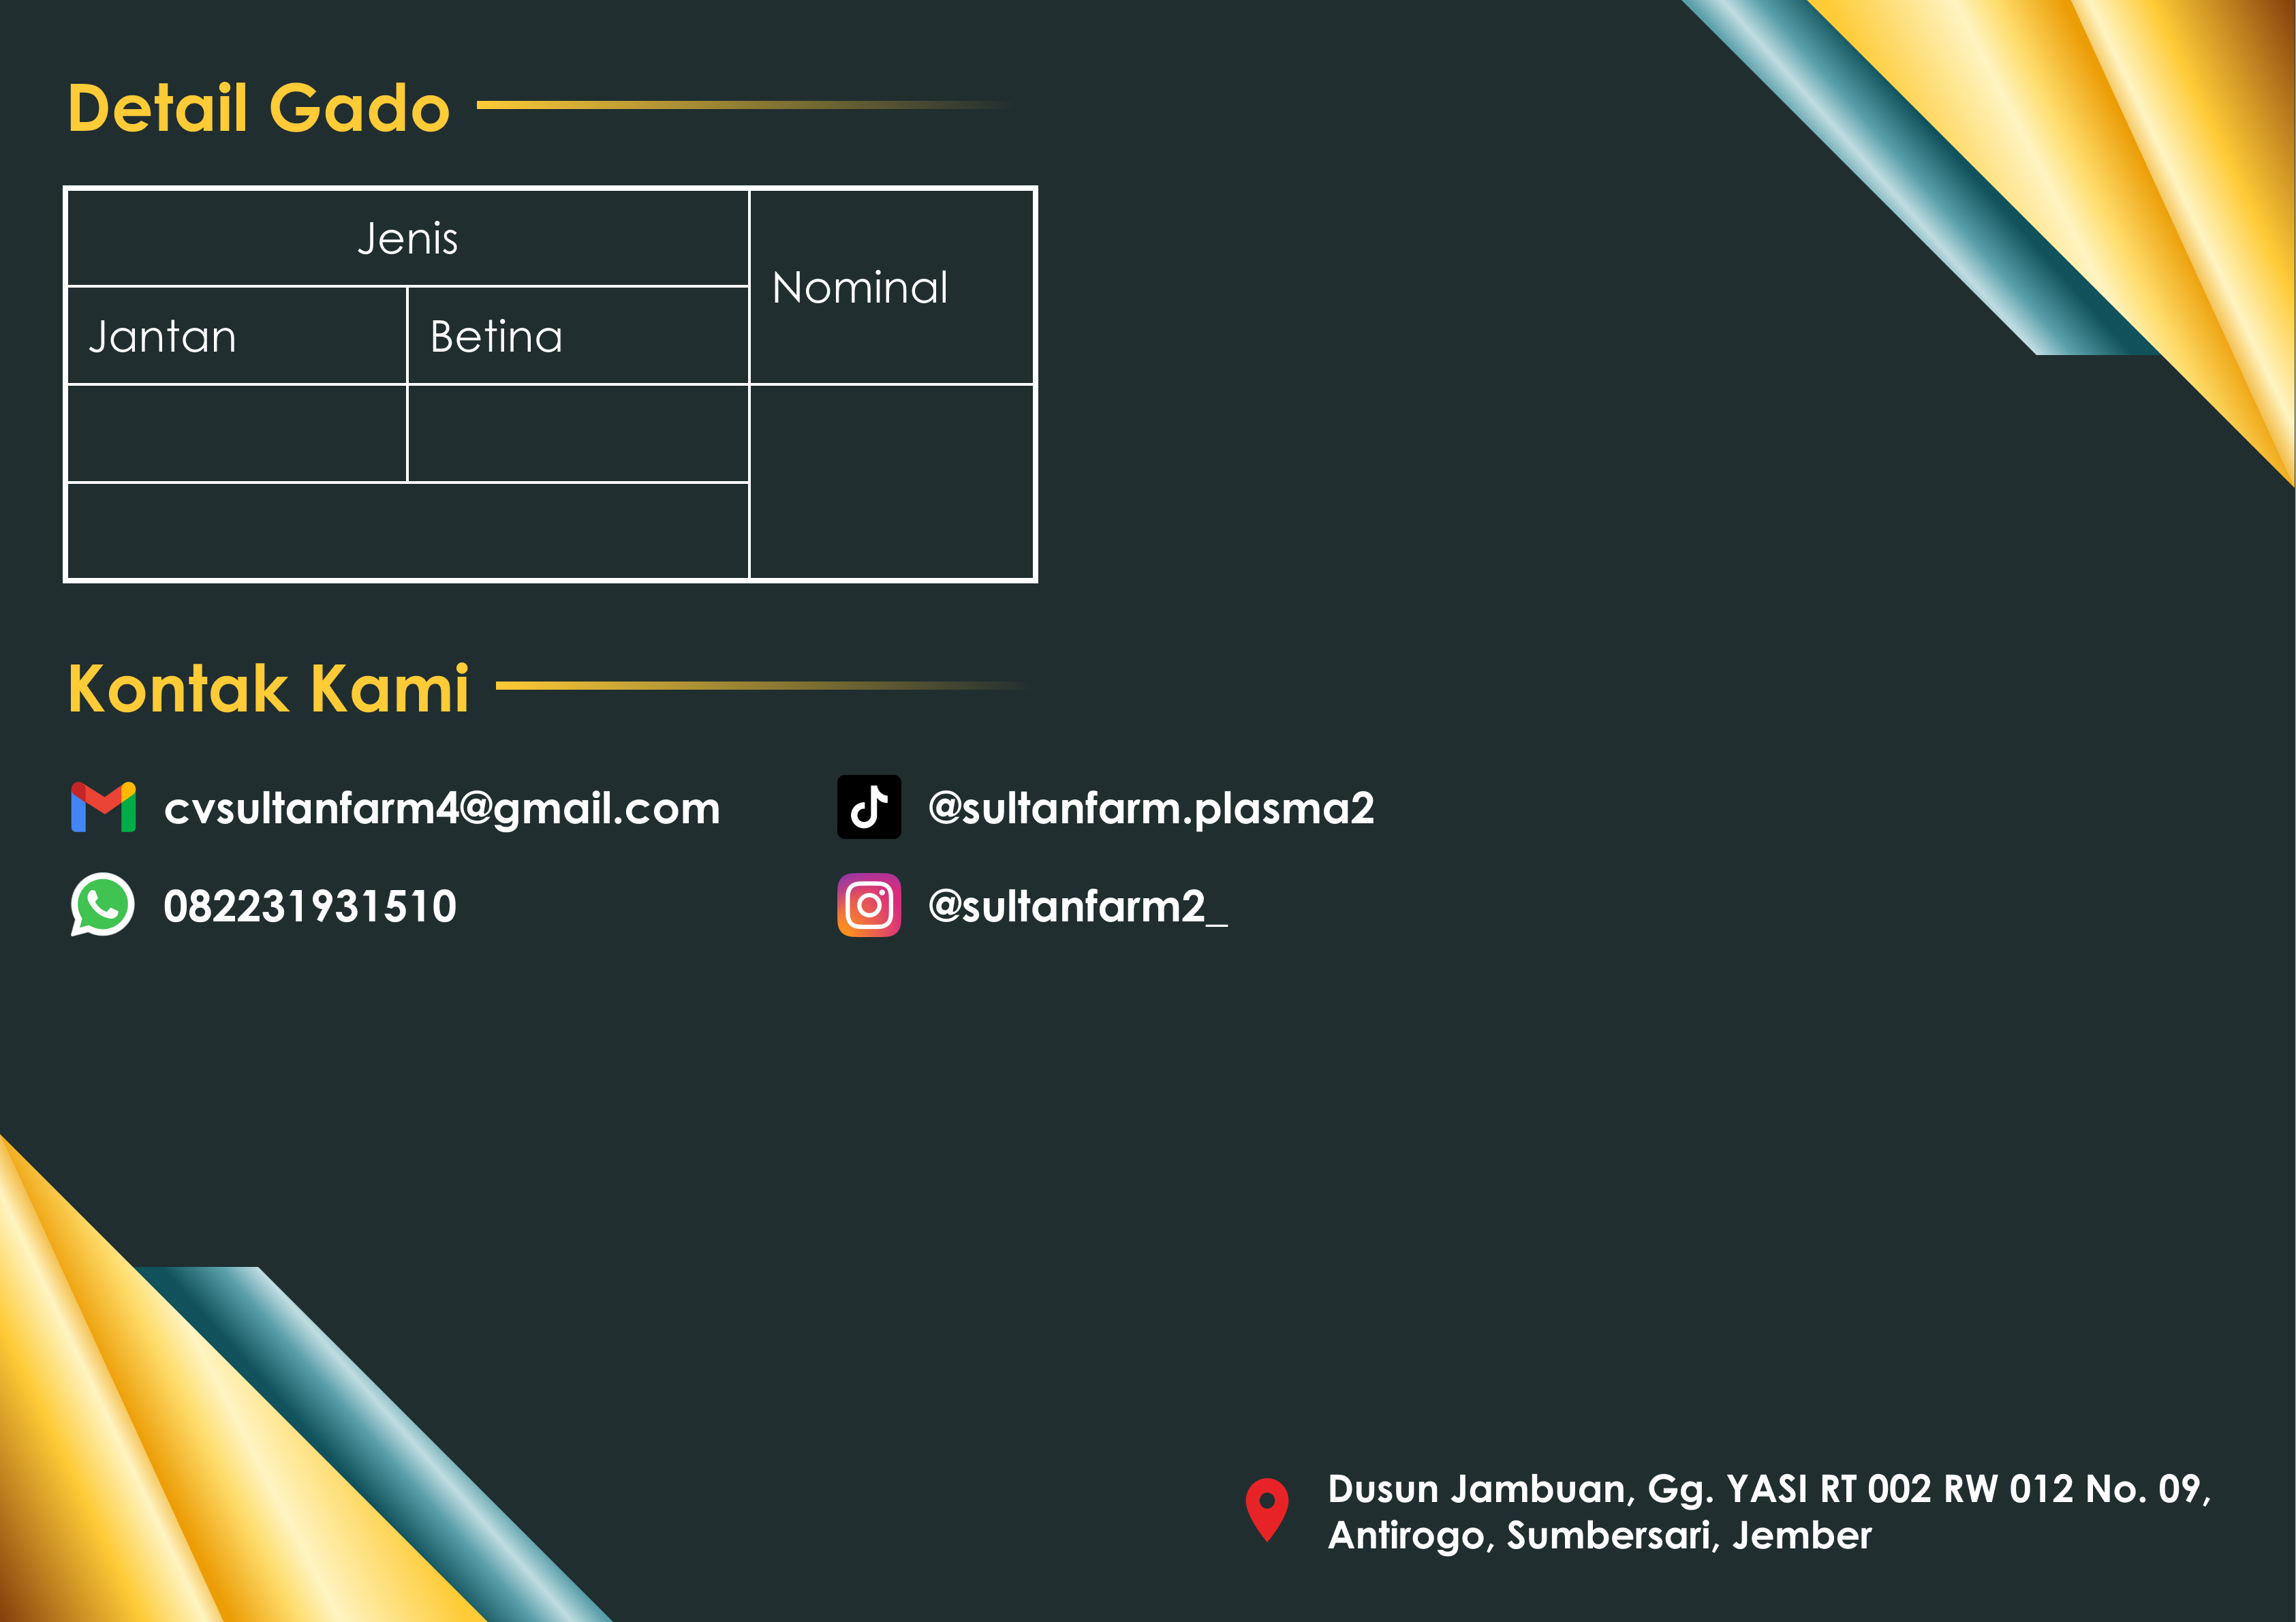 Detail Gado
Jenis
Nominal
Jantan
Betina
Kontak Kami
cvsultanfarm4@gmail.com
@sultanfarm.plasma2
082231931510
@sultanfarm2_
Dusun Jambuan, Gg. YASI RT 002 RW 012 No. 09,
Antirogo, Sumbersari, Jember